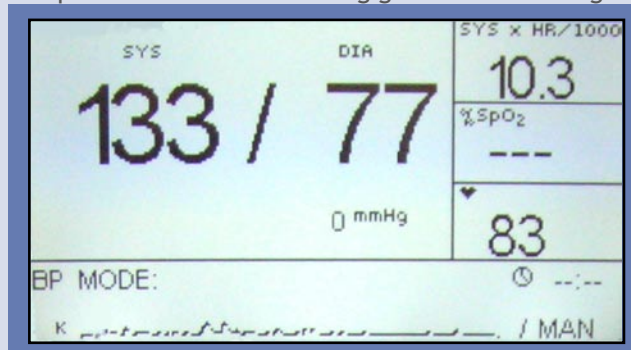 SYS DIA
133 / 77
0 mmHg
SYS x HR/1000
10.3
%SpO2
---
♥
83
BP MODE:
--:--
K / MAN